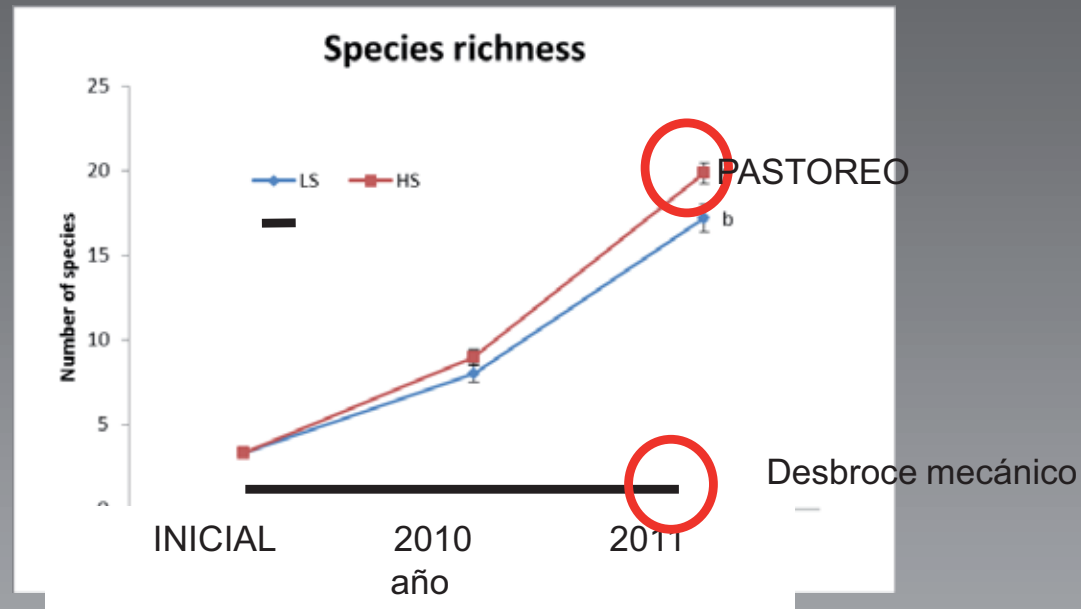 Species richness
25
20
15
10
5
0
Number of species
LS HS
PASTOREO
b
Desbroce mecánico
INICIAL 2010 2011
año